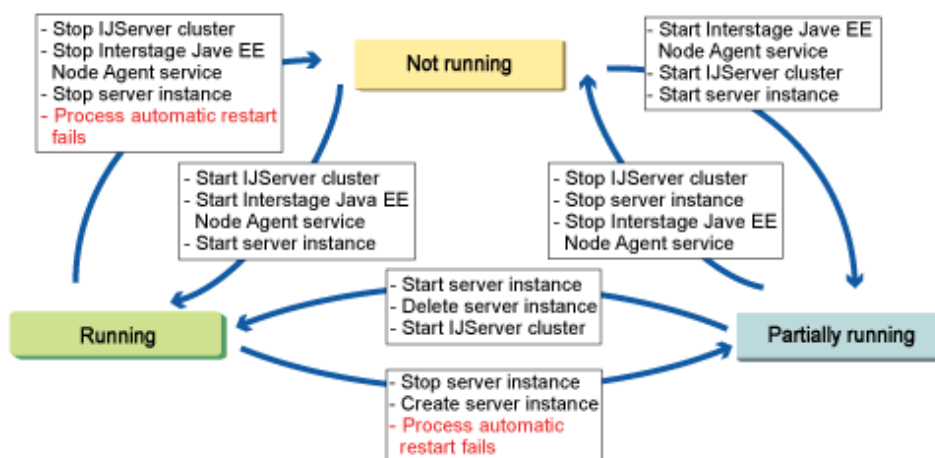 - Stop IJServer cluster
- Stop Interstage Jave EE
Node Agent service
- Stop server instance
- Process automatic restart
fails
Not running
- Start Interstage Java EE
Node Agent service
- Start IJServer cluster
- Start server instance
- Start IJServer cluster
- Start Interstage Java EE
Node Agent service
- Start server instance
- Stop IJServer cluster
- Stop server instance
- Stop Interstage Java EE
Node Agent service
Running
- Start server instance
- Delete server instance
- Start IJServer cluster
Partially running
- Stop server instance
- Create server instance
- Process automatic
restart fails